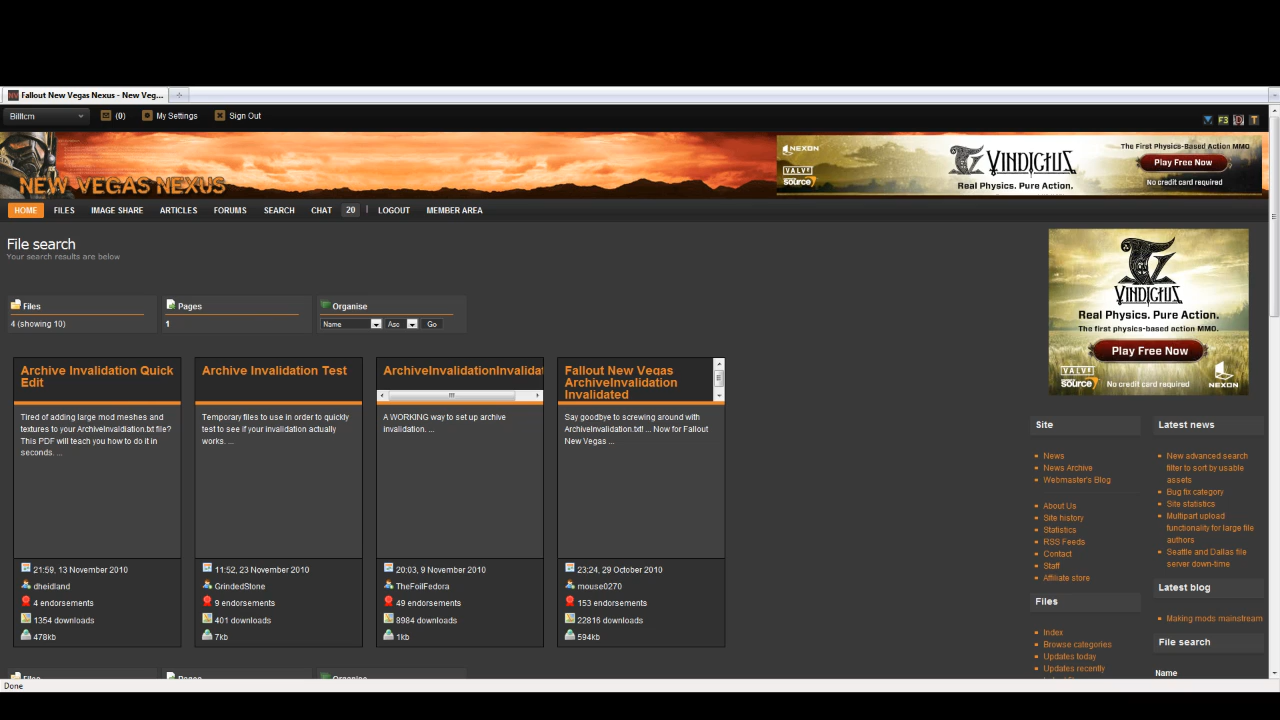 Fallout New Vegas Nexus - New Veg...
Billtcm
(0)
My Settings
Sign Out
F3
T
NEW VEGAS NEXUS
NEXON
VALVE
source
VINDICTUS
Real Physics. Pure Action.
The First Physics-Based Action MMO.
Play Free Now
No credit card required
HOME FILES IMAGE SHARE ARTICLES FORUMS SEARCH CHAT 20 | LOGOUT MEMBER AREA
File search
Your search results are below
Files
4 (showing 10)
Pages
1
Organise
Name Asc Go
Archive Invalidation Quick
Edit
Tired of adding large mod meshes and
textures to your ArchiveInvaldiation.txt file?
This PDF will teach you how to do it in
seconds. ...
21:59, 13 November 2010
dheidland
4 endorsements
1354 downloads
478kb
Archive Invalidation Test
Temporary files to use in order to quickly
test to see if your invalidation actually
works. ...
11:52, 23 November 2010
GrindedStone
9 endorsements
401 downloads
7kb
ArchiveInvalidationInvalidat
A WORKING way to set up archive
invalidation. ...
20:03, 9 November 2010
TheFoilFedora
49 endorsements
8984 downloads
1kb
Fallout New Vegas
ArchiveInvalidation
Invalidated
Say goodbye to screwing around with
ArchiveInvalidation.txt! ... Now for Fallout
New Vegas ...
23:24, 29 October 2010
mouse0270
153 endorsements
22816 downloads
594kb
Files
Pages
Organise
VINDICTUS
Real Physics. Pure Action.
The first physics-based action MMO.
Play Free Now
VALVE
source
No credit card required
NEXON
Site
News
News Archive
Webmaster's Blog
About Us
Site history
Statistics
RSS Feeds
Contact
Staff
Affiliate store
Files
Index
Browse categories
Updates today
Updates recently
Latest news
New advanced search
filter to sort by usable
assets
Bug fix category
Site statistics
Multipart upload
functionality for large file
authors
Seattle and Dallas file
server down-time
Latest blog
Making mods mainstream
File search
Name
Done